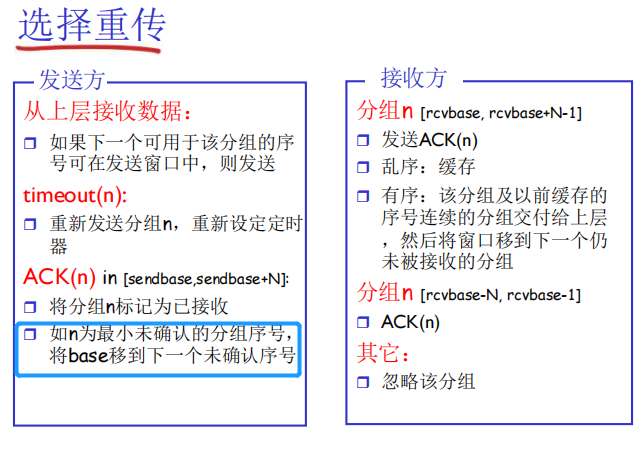 选择重传
发送方
从上层接收数据：
❒ 如果下一个可用于该分组的序
号可在发送窗口中，则发送
timeout(n):
❒ 重新发送分组n，重新设定定时
器
ACK(n) in [sendbase,sendbase+N]:
❒ 将分组n标记为已接收
❒ 如n为最小未确认的分组序号，
将base移到下一个未确认序号
接收方
分组n [rcvbase, rcvbase+N-1]
❒ 发送ACK(n)
❒ 乱序：缓存
❒ 有序：该分组及以前缓存的
序号连续的分组交付给上层
，然后将窗口移到下一个仍
未被接收的分组
分组n [rcvbase-N, rcvbase-1]
❒ ACK(n)
其它：
❒ 忽略该分组